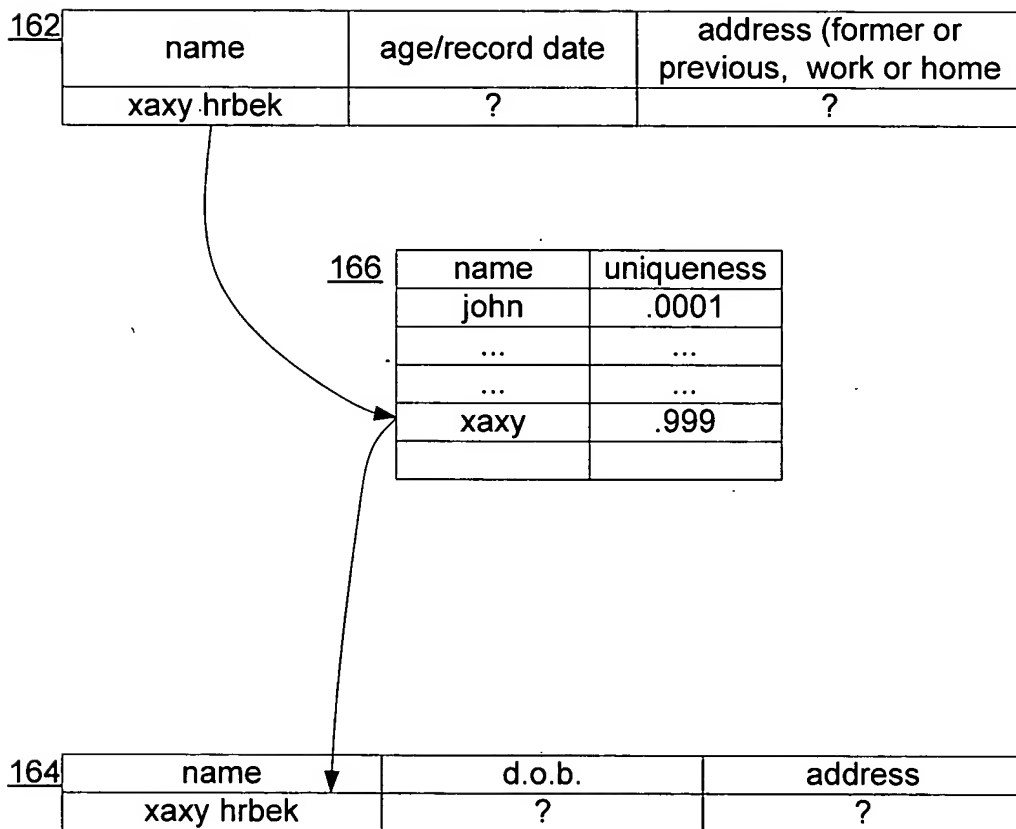 162
name age/record date address (former or
previous, work or home
xaxy hrbek ? ?
166 name uniqueness
john .0001
... ...
... ...
xaxy .999
164 name d.o.b. address
xaxy hrbek ? ?